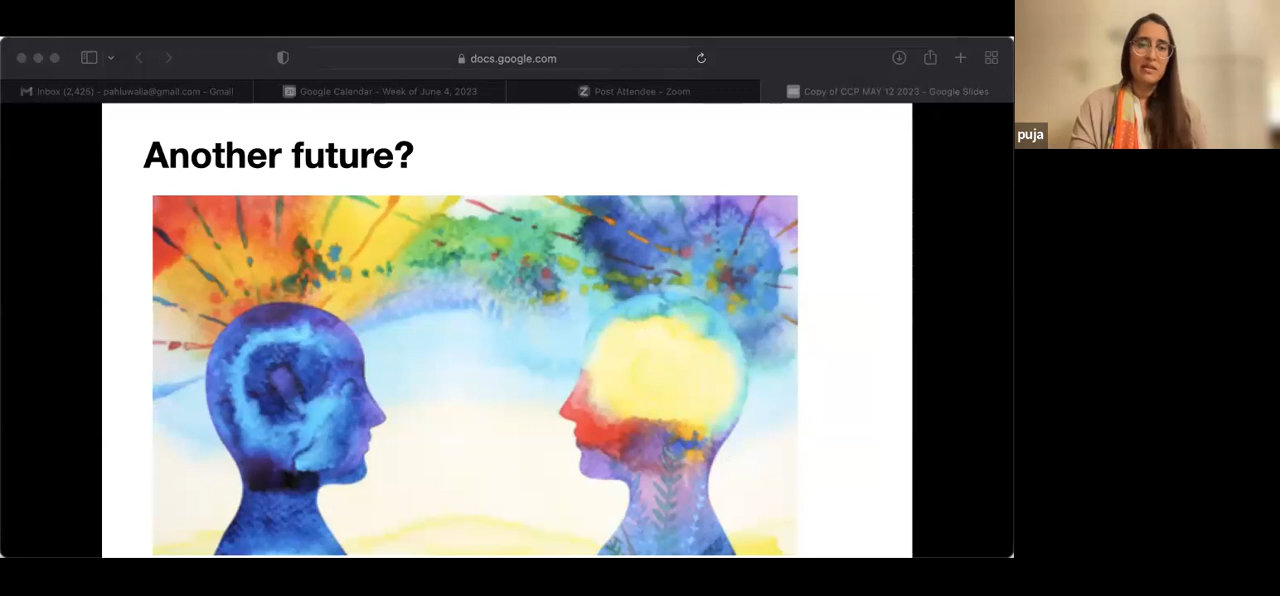 docs.google.com
Inbox (2,425) - pahluwalia@gmail.com - Gmail
Google Calendar - Week of June 4, 2023
Post Attendee - Zoom
Copy of CCP MAY 12 2023 - Google Slides
puja
Another future?